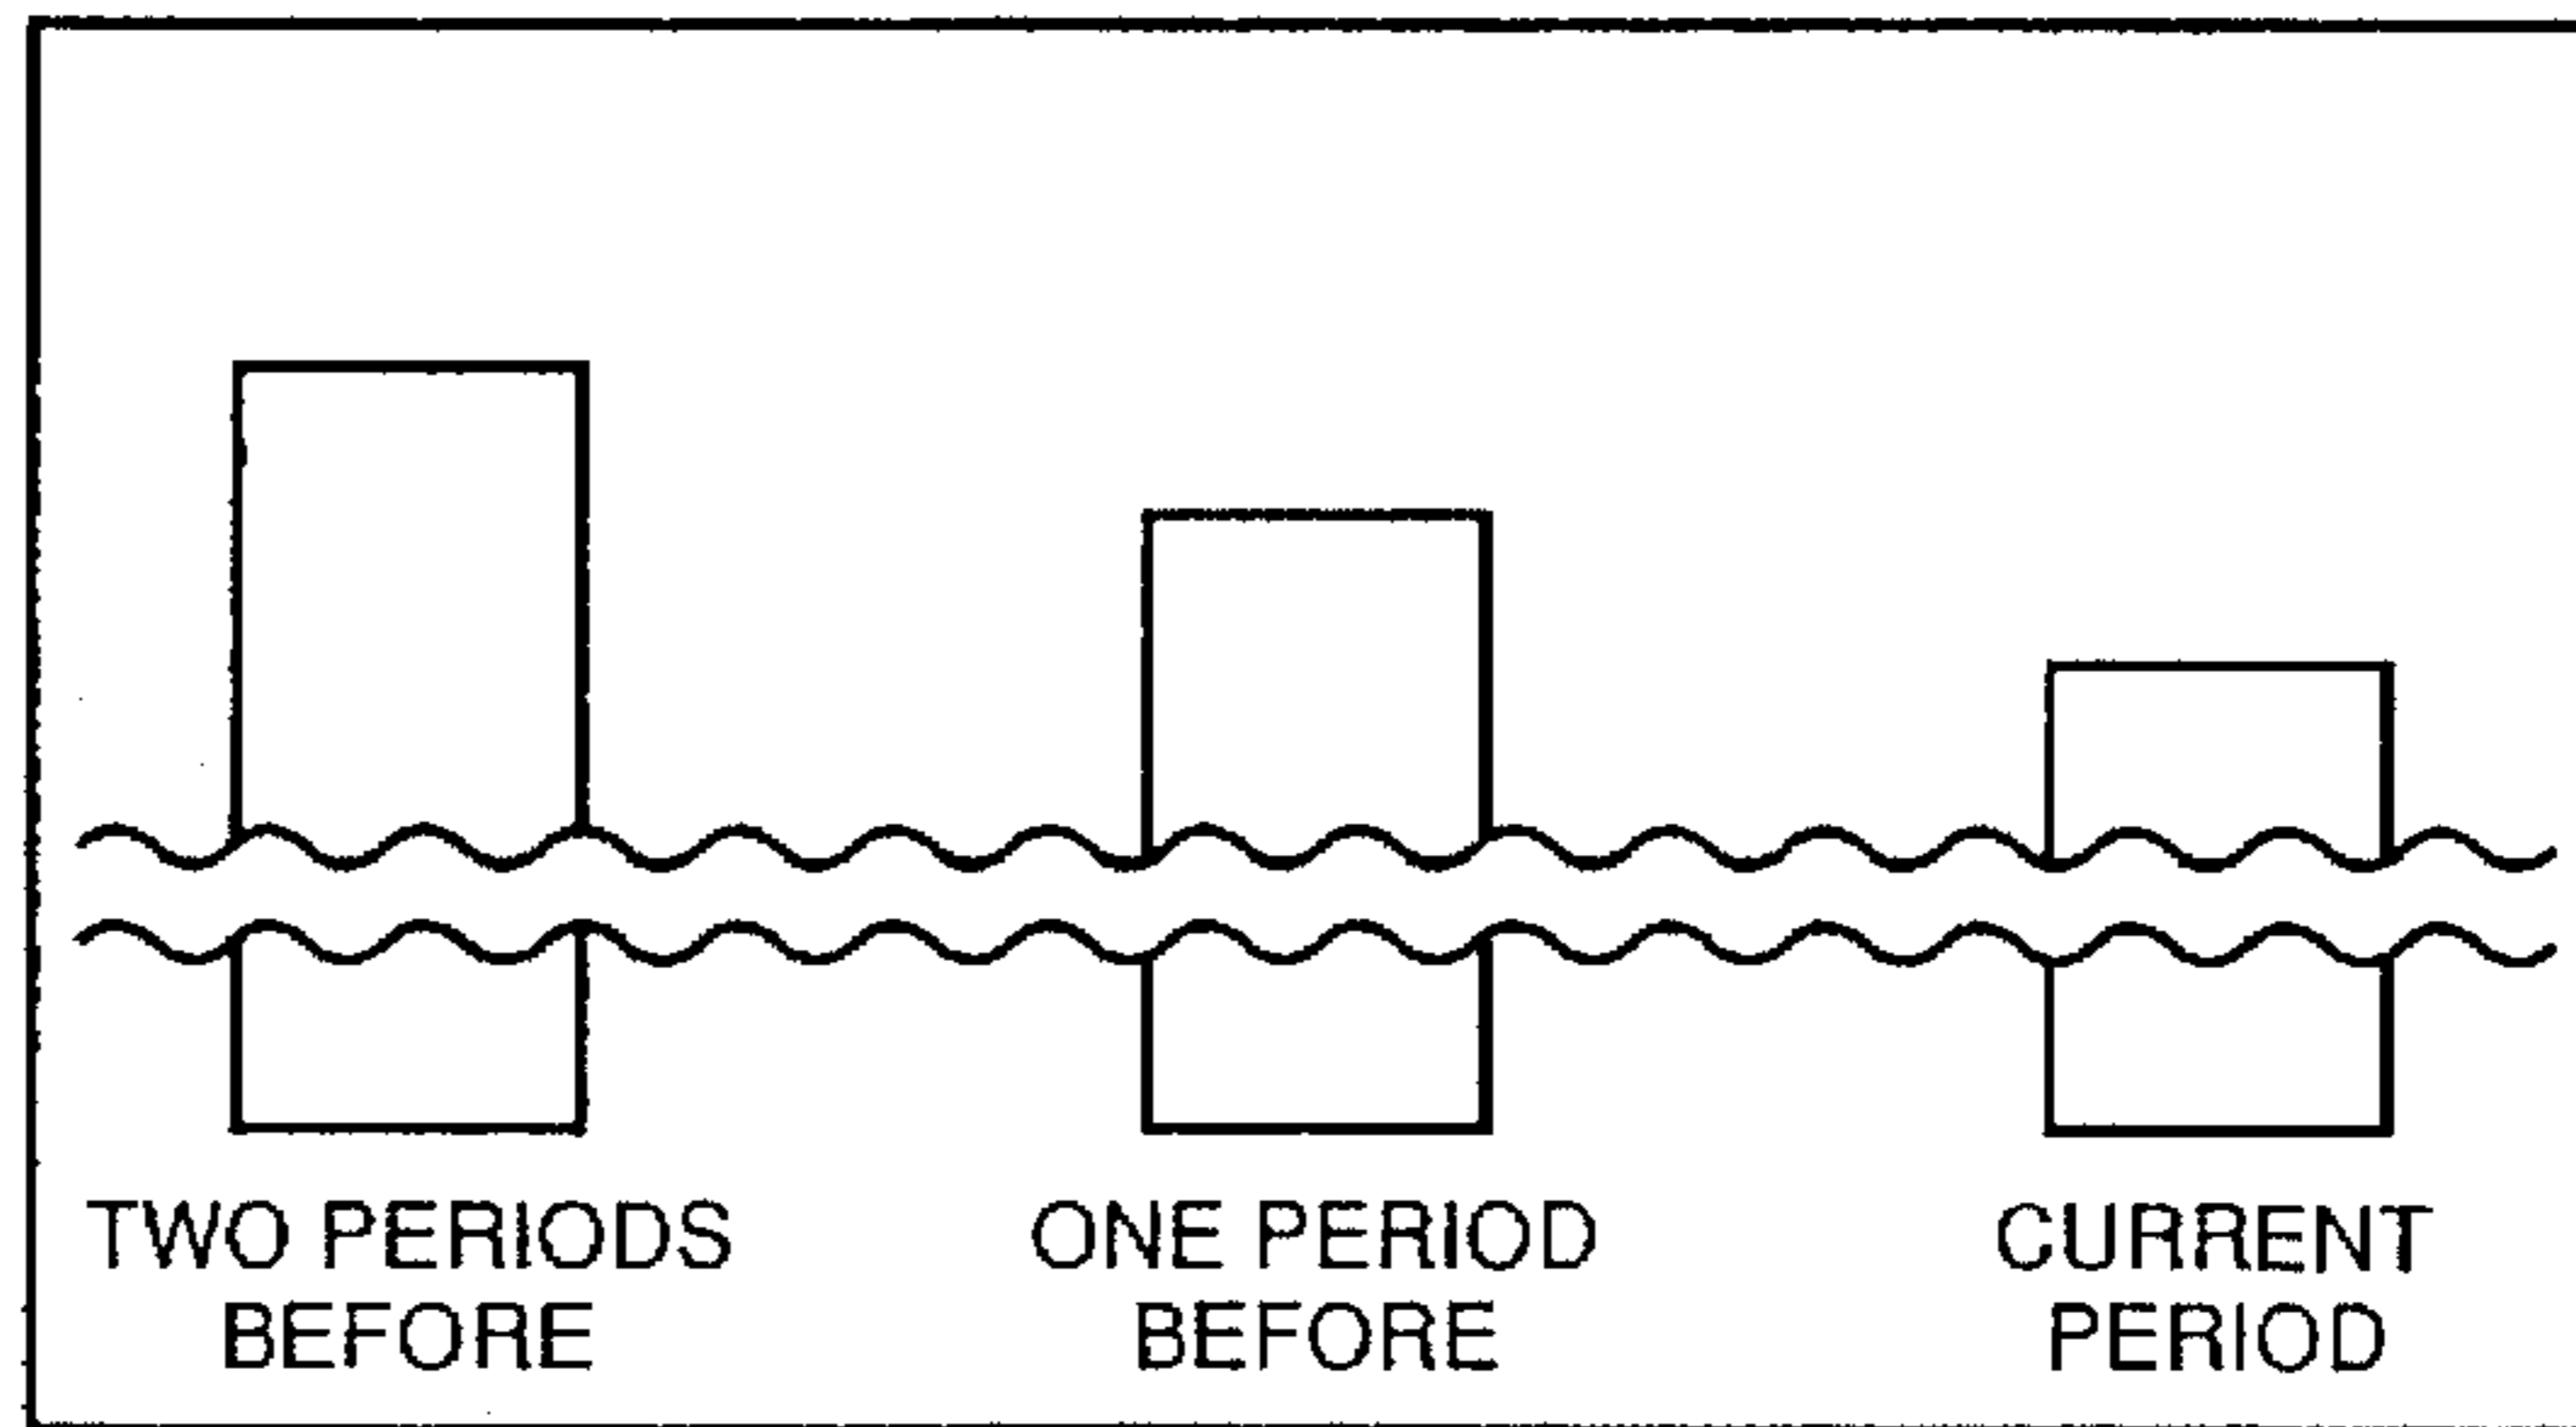 TWO PERIODS
BEFORE
ONE PERIOD
BEFORE
CURRENT
PERIOD